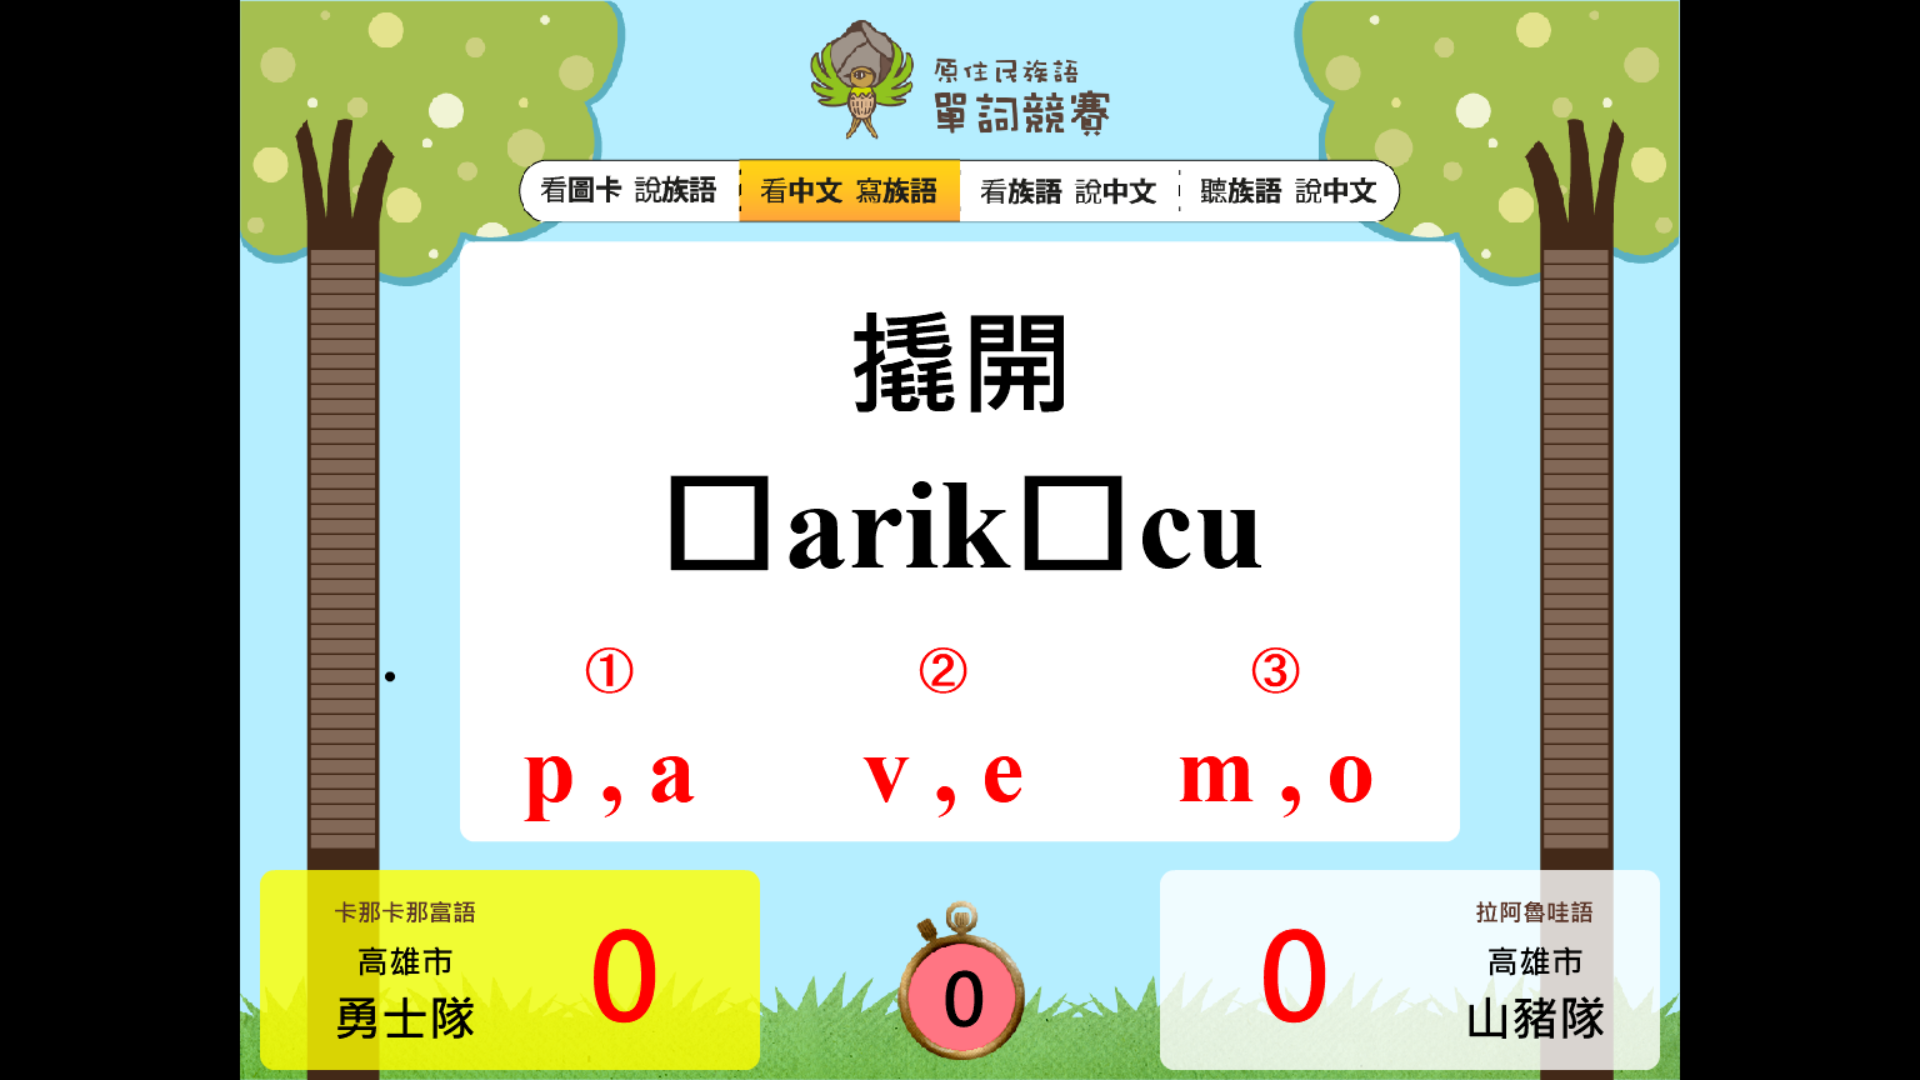 原住民族語
單詞競賽
看圖卡 說族語
看中文 寫族語
看族語 說中文
聽族語 說中文
撬開
□arik□cu
① ② ③
p , a v , e m , o
卡那卡那富語
高雄市
勇士隊
0
0
0
拉阿魯哇語
高雄市
山豬隊